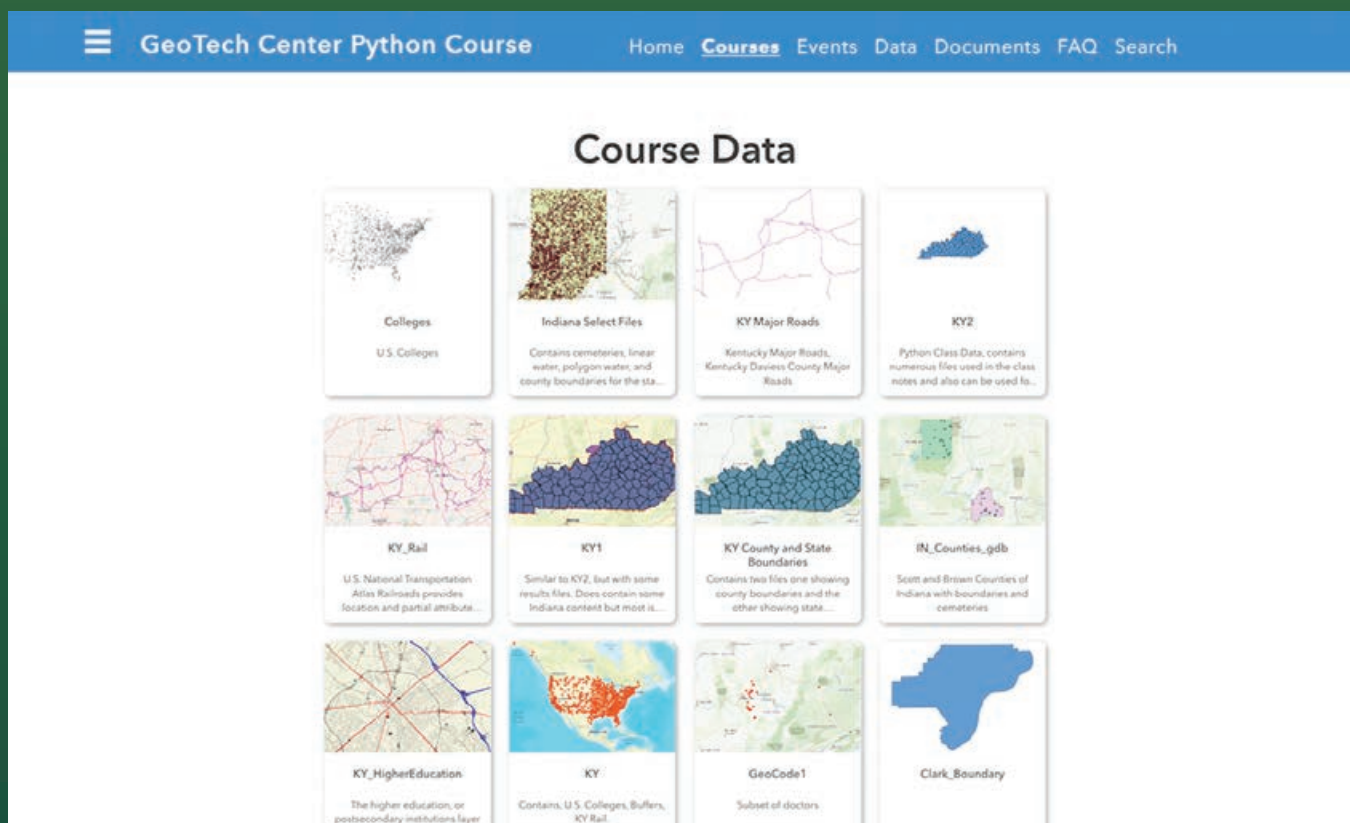 GeoTech Center Python Course
Home Courses Events Data Documents FAQ Search
Course Data
Colleges
U.S. Colleges
Indiana Select Files
Contains cemeteries, linear
water, polygon water, and
county boundaries for the sta...
KY Major Roads
Kentucky Major Roads,
Kentucky Daviess County Major
Roads
KY2
Python Class Data, contains
numerous files used in the class
notes and also can be used fo...
KY_Rail
U.S. National Transportation
Atlas Railroads provides
location and partial attribute...
KY1
Similar to KY2, but with some
results files. Does contain some
Indiana content but most is...
KY County and State
Boundaries
Contains two files one showing
county boundaries and the
other showing state...
IN_Counties_gdb
Scott and Brown Counties of
Indiana with boundaries and
cemeteries
KY_HigherEducation
The higher education, or
postsecondary institutions layer
KY
Contains, U.S. Colleges, Buffers,
KY Rail
GeoCode1
Subset of doctors
Clark_Boundary